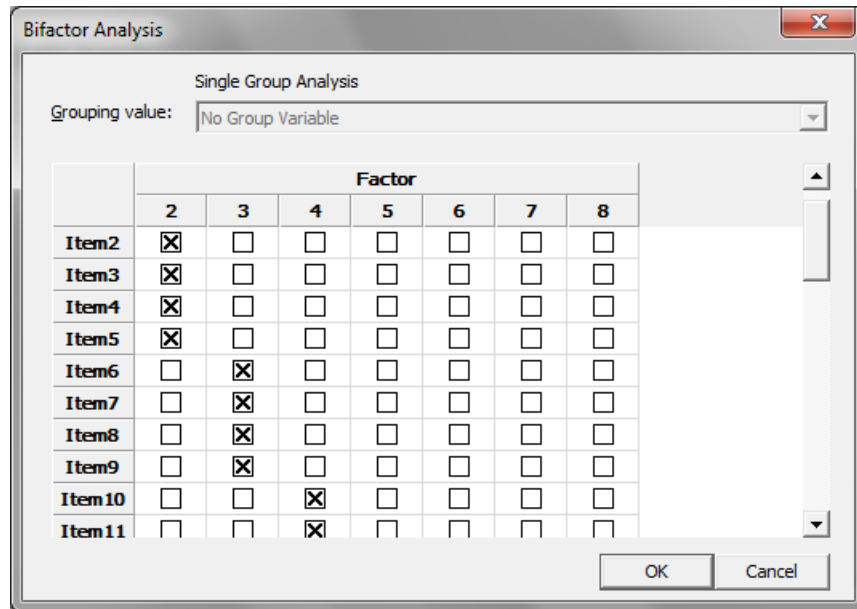 Bifactor Analysis
Single Group Analysis
Grouping value: No Group Variable
Factor
2 3 4 5 6 7 8
Item2
Item3
Item4
Item5
Item6
Item7
Item8
Item9
Item10
Item11
OK Cancel